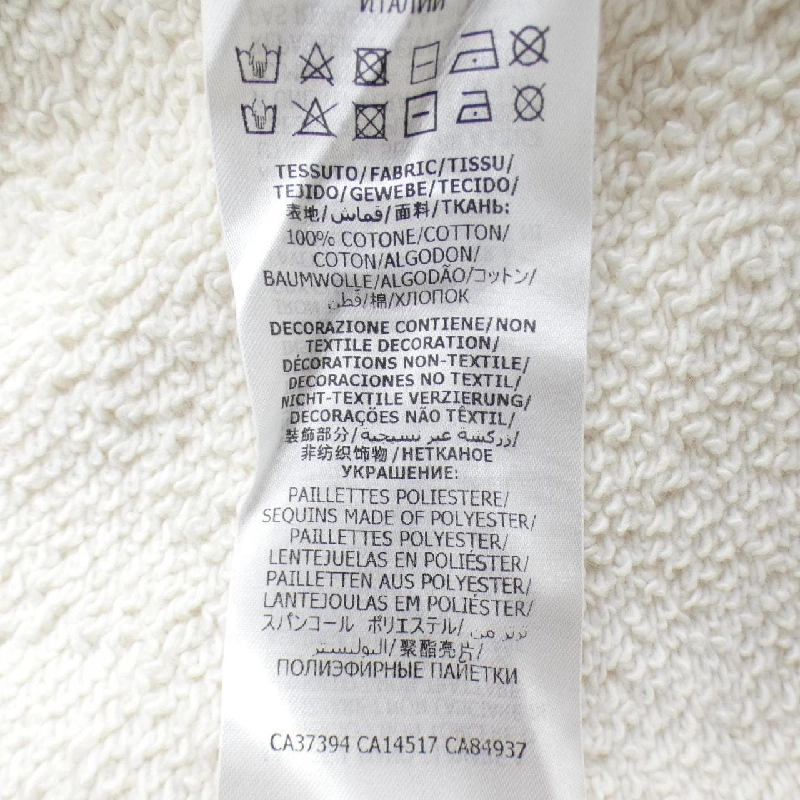 ИТАЛИИ
TESSUTO/FABRIC/TISSU/
TEJIDO/GEWEBE/TECIDO/
表地/قماش/面料/ТКАНЬ:
100% COTONE/COTTON/
COTON/ALGODON/
BAUMWOLLE/ALGODÃO/コットン/
قطن/棉/ХЛОПОК
DECORAZIONE CONTIENE/NON
TEXTILE DECORATION/
DÉCORATIONS NON-TEXTILE/
DECORACIONES NO TEXTIL/
NICHT-TEXTILE VERZIERUNG/
DECORAÇÕES NÃO TÊXTIL/
装飾部分/زركشة غير نسيجية/
非纺织饰物/НЕТКАНОЕ
УКРАШЕНИЕ:
PAILLETTES POLIESTERE/
SEQUINS MADE OF POLYESTER/
PAILLETTES POLYESTER/
LENTEJUELAS EN POLIÉSTER/
PAILLETTEN AUS POLYESTER/
LANTEJOULAS EM POLIÉSTER/
スパンコール ポリエステル/ ترتر من
البوليستر/聚酯亮片/
ПОЛИЭФИРНЫЕ ПАЙЕТКИ
CA37394 CA14517 CA84937